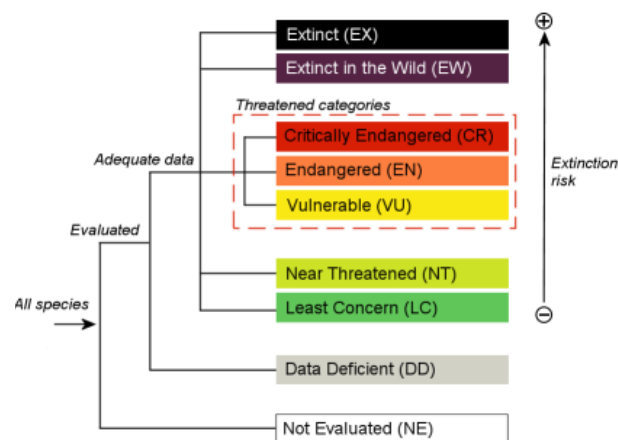 Extinct (EX)
Extinct in the Wild (EW)
Threatened categories
Critically Endangered (CR)
Adequate data
Endangered (EN)
Extinction
risk
Vulnerable (VU)
Evaluated
Near Threatened (NT)
All species
Least Concern (LC)
Data Deficient (DD)
Not Evaluated (NE)